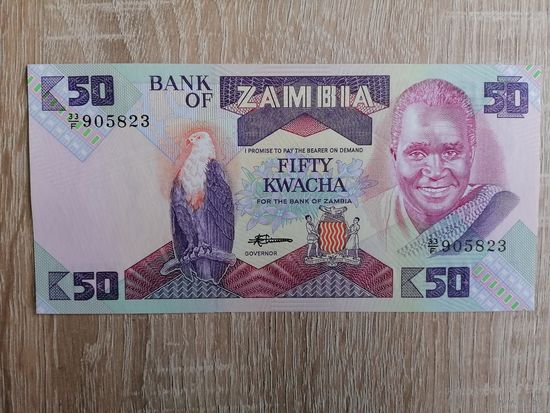 K50
BANK OF ZAMBIA
50
33/F 905823
I PROMISE TO PAY THE BEARER ON DEMAND
FIFTY
KWACHA
FOR THE BANK OF ZAMBIA
33/F 905823
GOVERNOR
K50
K50